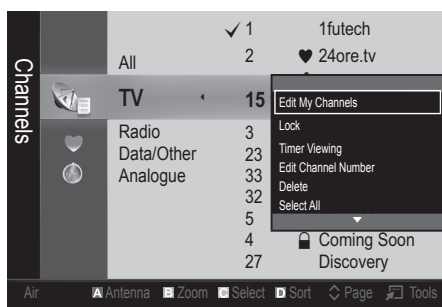 Channels
All
TV
Radio
Data/Other
Analogue
✓ 1 1futech
2 ♥ 24ore.tv
15
3
23
33
32
5
4 Coming Soon
27 Discovery
Edit My Channels
Lock
Timer Viewing
Edit Channel Number
Delete
Select All
Air
A Antenna B Zoom C Select D Sort Page Tools